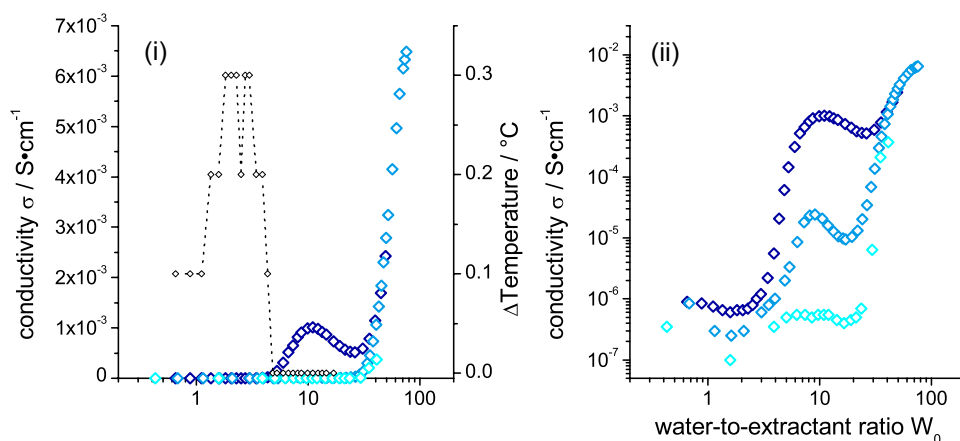 (i)
7x10⁻³
6x10⁻³
5x10⁻³
4x10⁻³
3x10⁻³
2x10⁻³
1x10⁻³
0
conductivity σ / S•cm⁻¹
1
10
100
0.3
0.2
0.1
0.0
ΔTemperature / °C
(ii)
10⁻²
10⁻³
10⁻⁴
10⁻⁵
10⁻⁶
10⁻⁷
conductivity σ / S•cm⁻¹
1
10
100
water-to-extractant ratio W₀